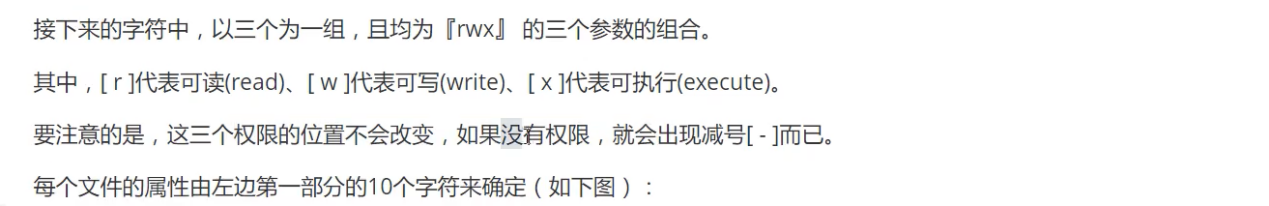 接下来的字符中，以三个为一组，且均为『rwx』 的三个参数的组合。
其中，[ r ]代表可读(read)、[ w ]代表可写(write)、[ x ]代表可执行(execute)。
要注意的是，这三个权限的位置不会改变，如果没有权限，就会出现减号[ - ]而已。
每个文件的属性由左边第一部分的10个字符来确定（如下图）：